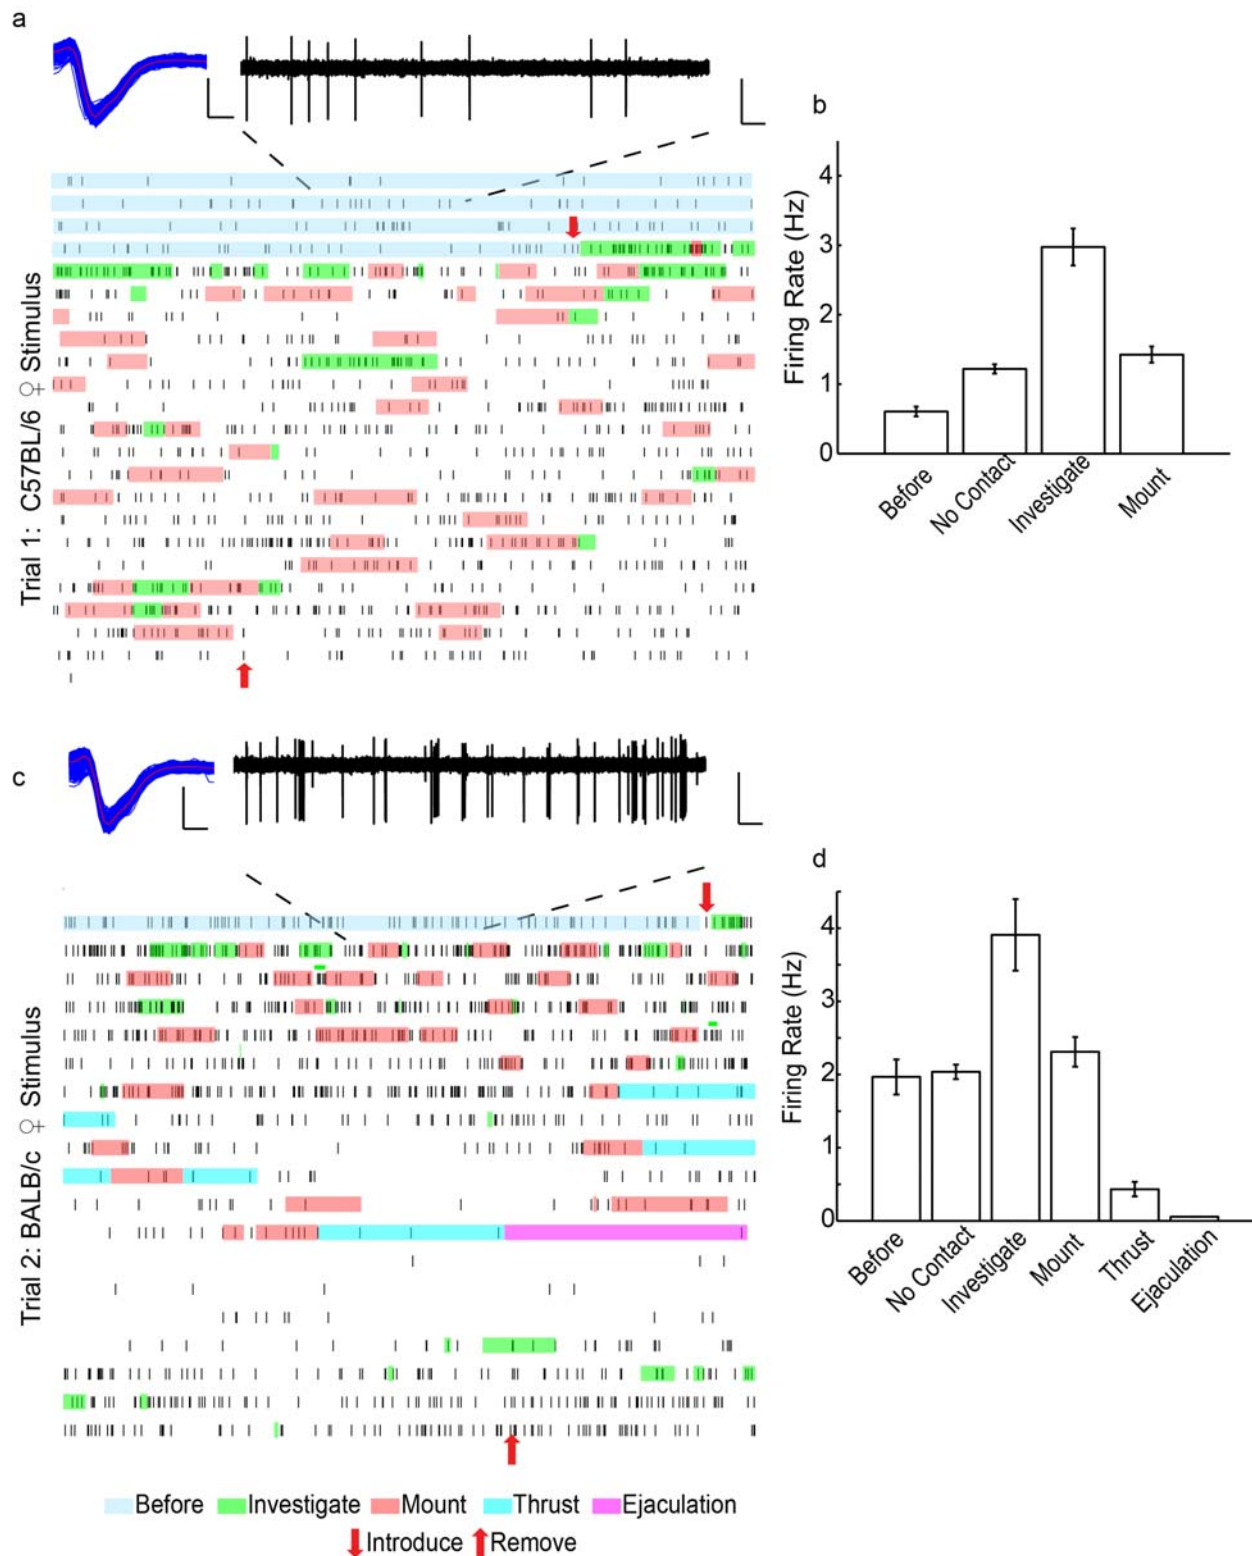 a
b
Firing Rate (Hz)
4
3
2
1
0
Before
No Contact
Investigate
Mount
Trial 1: C57BL/6 ♀ Stimulus
c
d
Firing Rate (Hz)
4
3
2
1
0
Before
No Contact
Investigate
Mount
Thrust
Ejaculation
Trial 2: BALB/c ♀ Stimulus
Before Investigate Mount Thrust Ejaculation
Introduce Remove